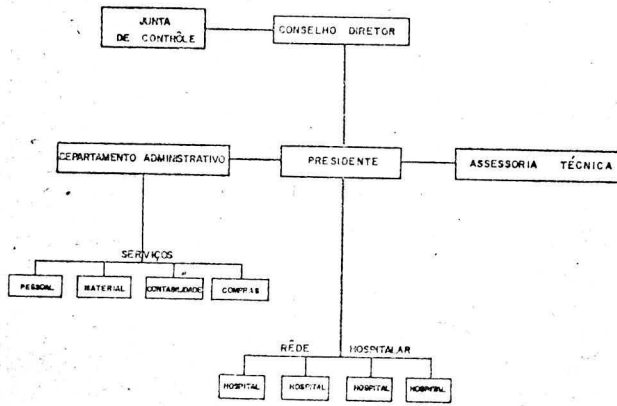 JUNTA
DE CONTRÔLE
CONSELHO DIRETOR
DEPARTAMENTO ADMINISTRATIVO
PRESIDENTE
ASSESSORIA TÉCNICA
SERVIÇOS
PESSOAL
MATERIAL
CONTABILIDADE
COMPRAS
RÊDE HOSPITALAR
HOSPITAL
HOSPITAL
HOSPITAL
HOSPITAL